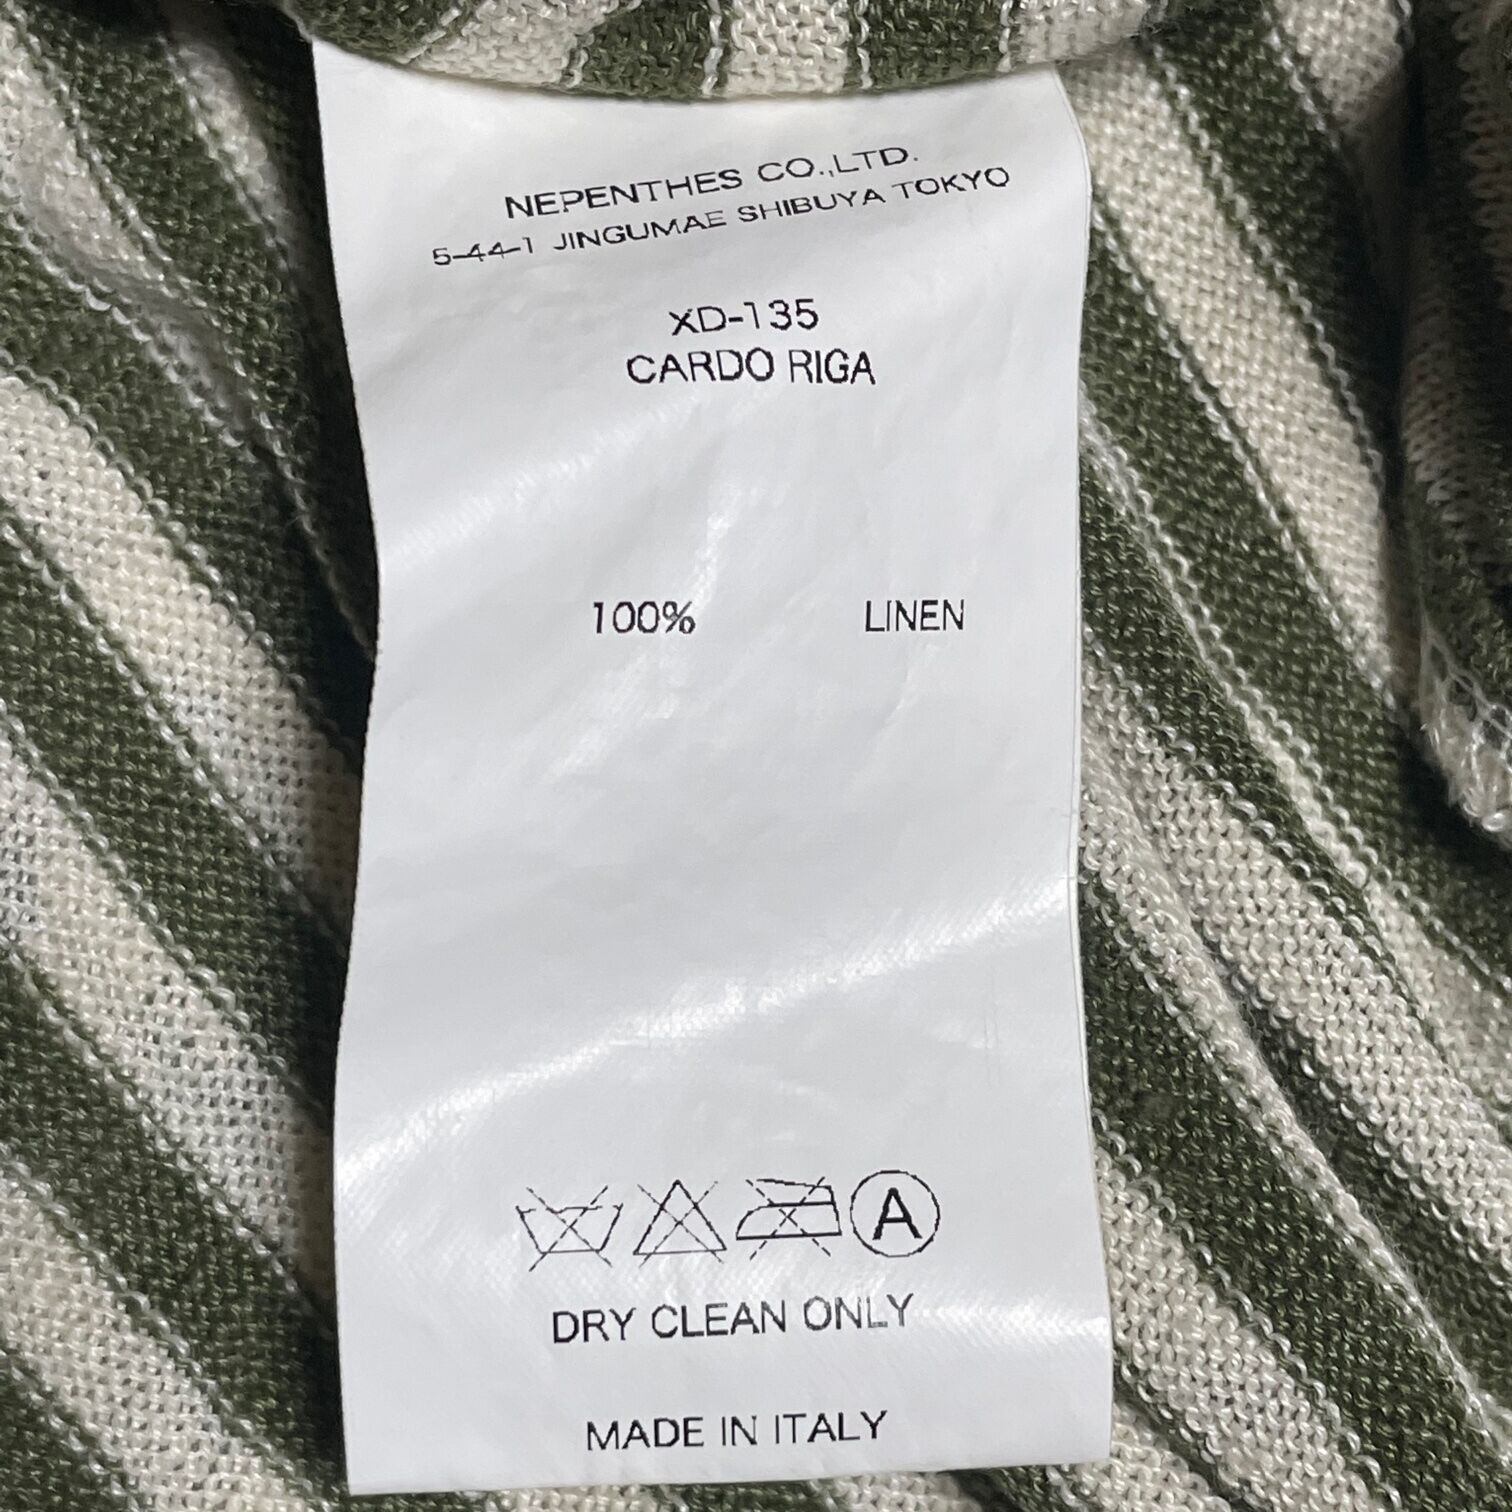 NEPENTHES CO.,LTD.
5-44-1 JINGUMAE SHIBUYA TOKYO
XD-135
CARDO RIGA
100% LINEN
A
DRY CLEAN ONLY
MADE IN ITALY